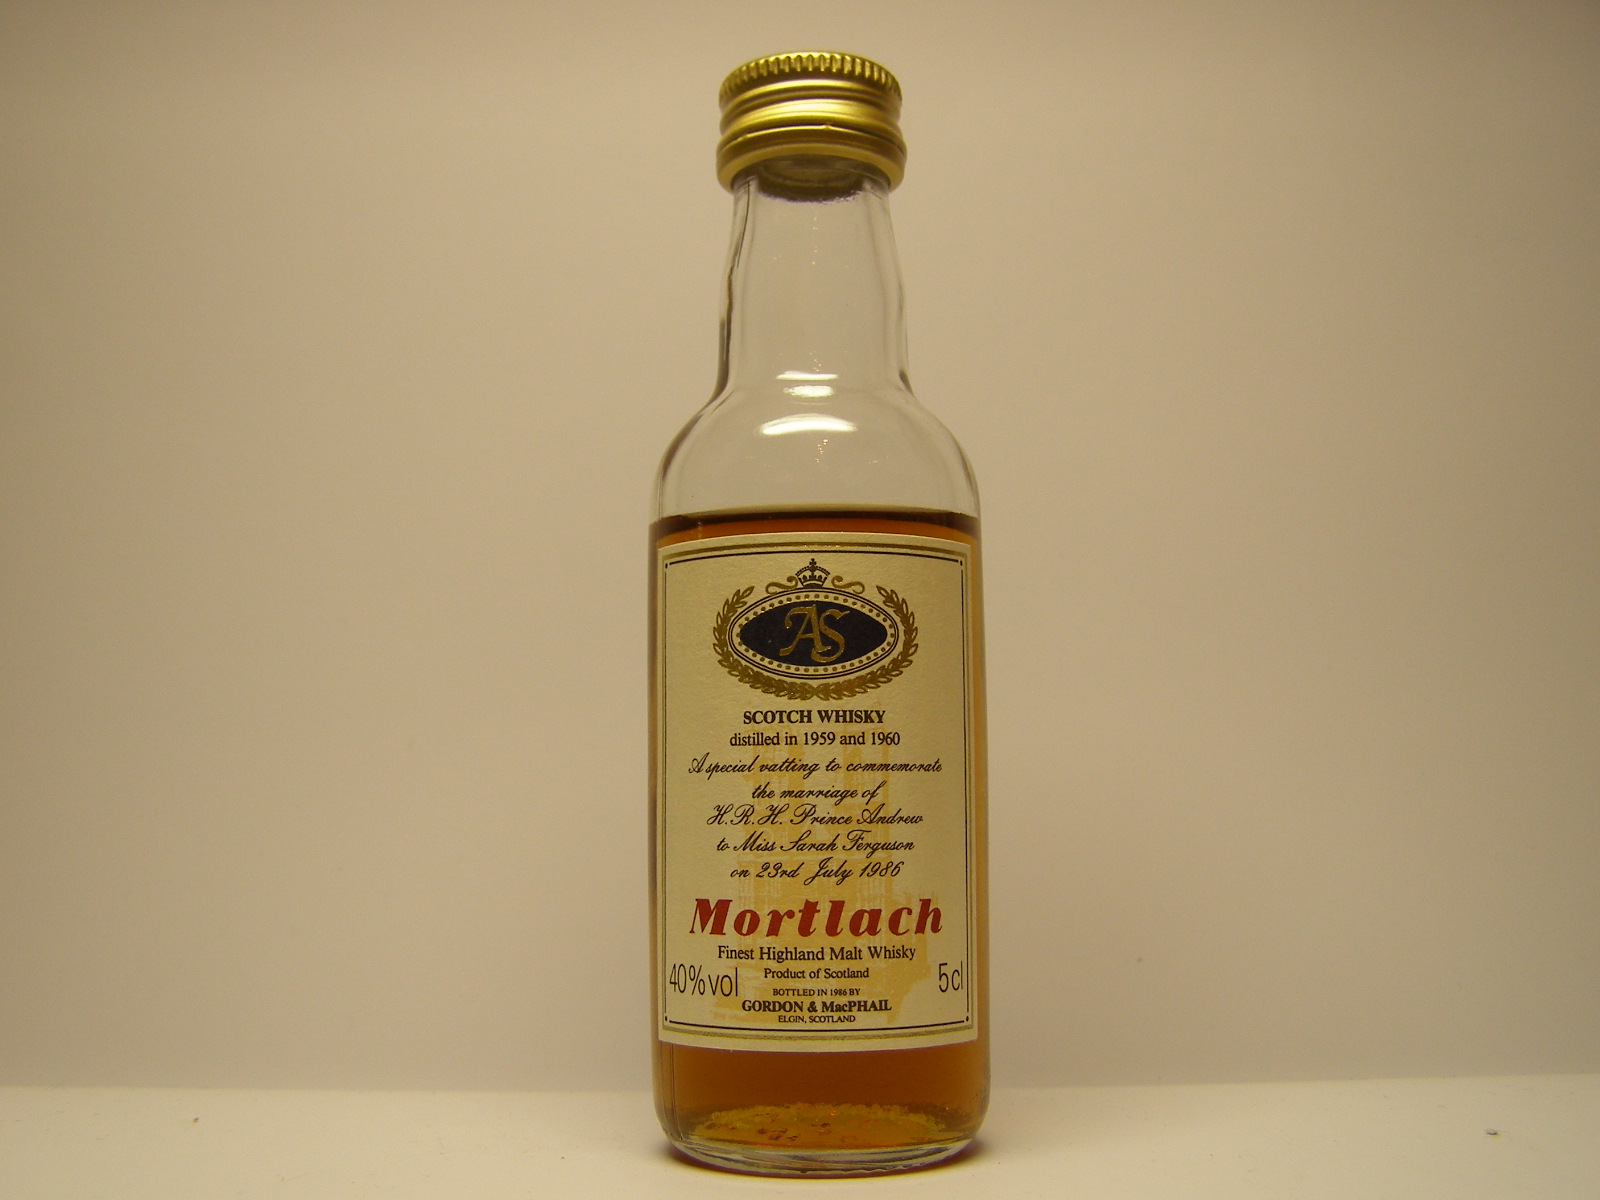 AS
SCOTCH WHISKY
distilled in 1959 and 1960
A special vatting to commemorate
the marriage of
H.R.H. Prince Andrew
to Miss Sarah Ferguson
on 23rd July 1986
Mortlach
Finest Highland Malt Whisky
40%vol Product of Scotland 5cl
BOTTLED IN 1986 BY
GORDON & MacPHAIL
ELGIN, SCOTLAND